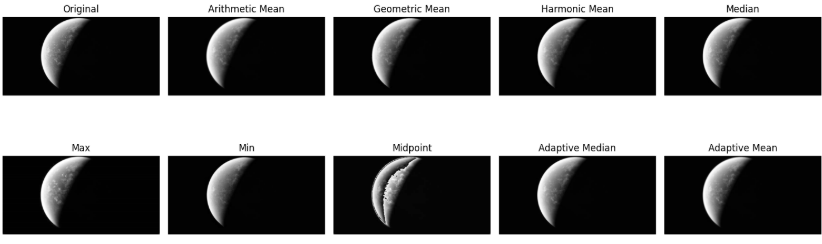 Original
Arithmetic Mean
Geometric Mean
Harmonic Mean
Median
Max
Min
Midpoint
Adaptive Median
Adaptive Mean